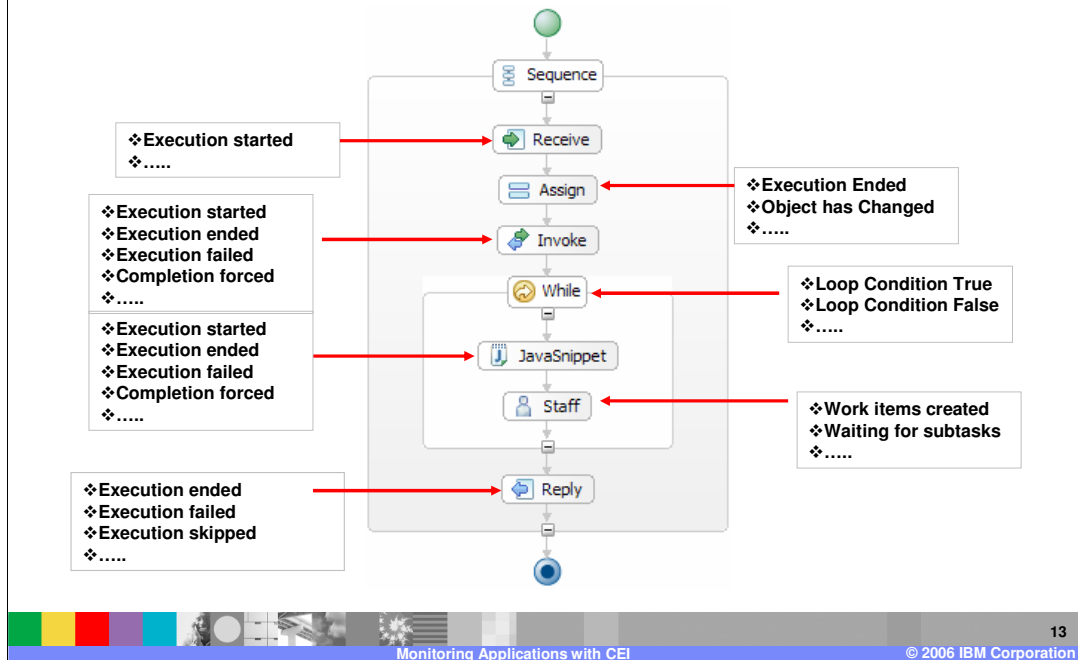 Sequence
Receive
❖Execution started
❖.....
Assign
❖Execution Ended
❖Object has Changed
❖.....
❖Execution started
❖Execution ended
❖Execution failed
❖Completion forced
❖.....
Invoke
While
❖Loop Condition True
❖Loop Condition False
❖.....
❖Execution started
❖Execution ended
❖Execution failed
❖Completion forced
❖.....
JavaSnippet
Staff
❖Work items created
❖Waiting for subtasks
❖.....
❖Execution ended
❖Execution failed
❖Execution skipped
❖.....
Reply
13
Monitoring Applications with CEI
© 2006 IBM Corporation